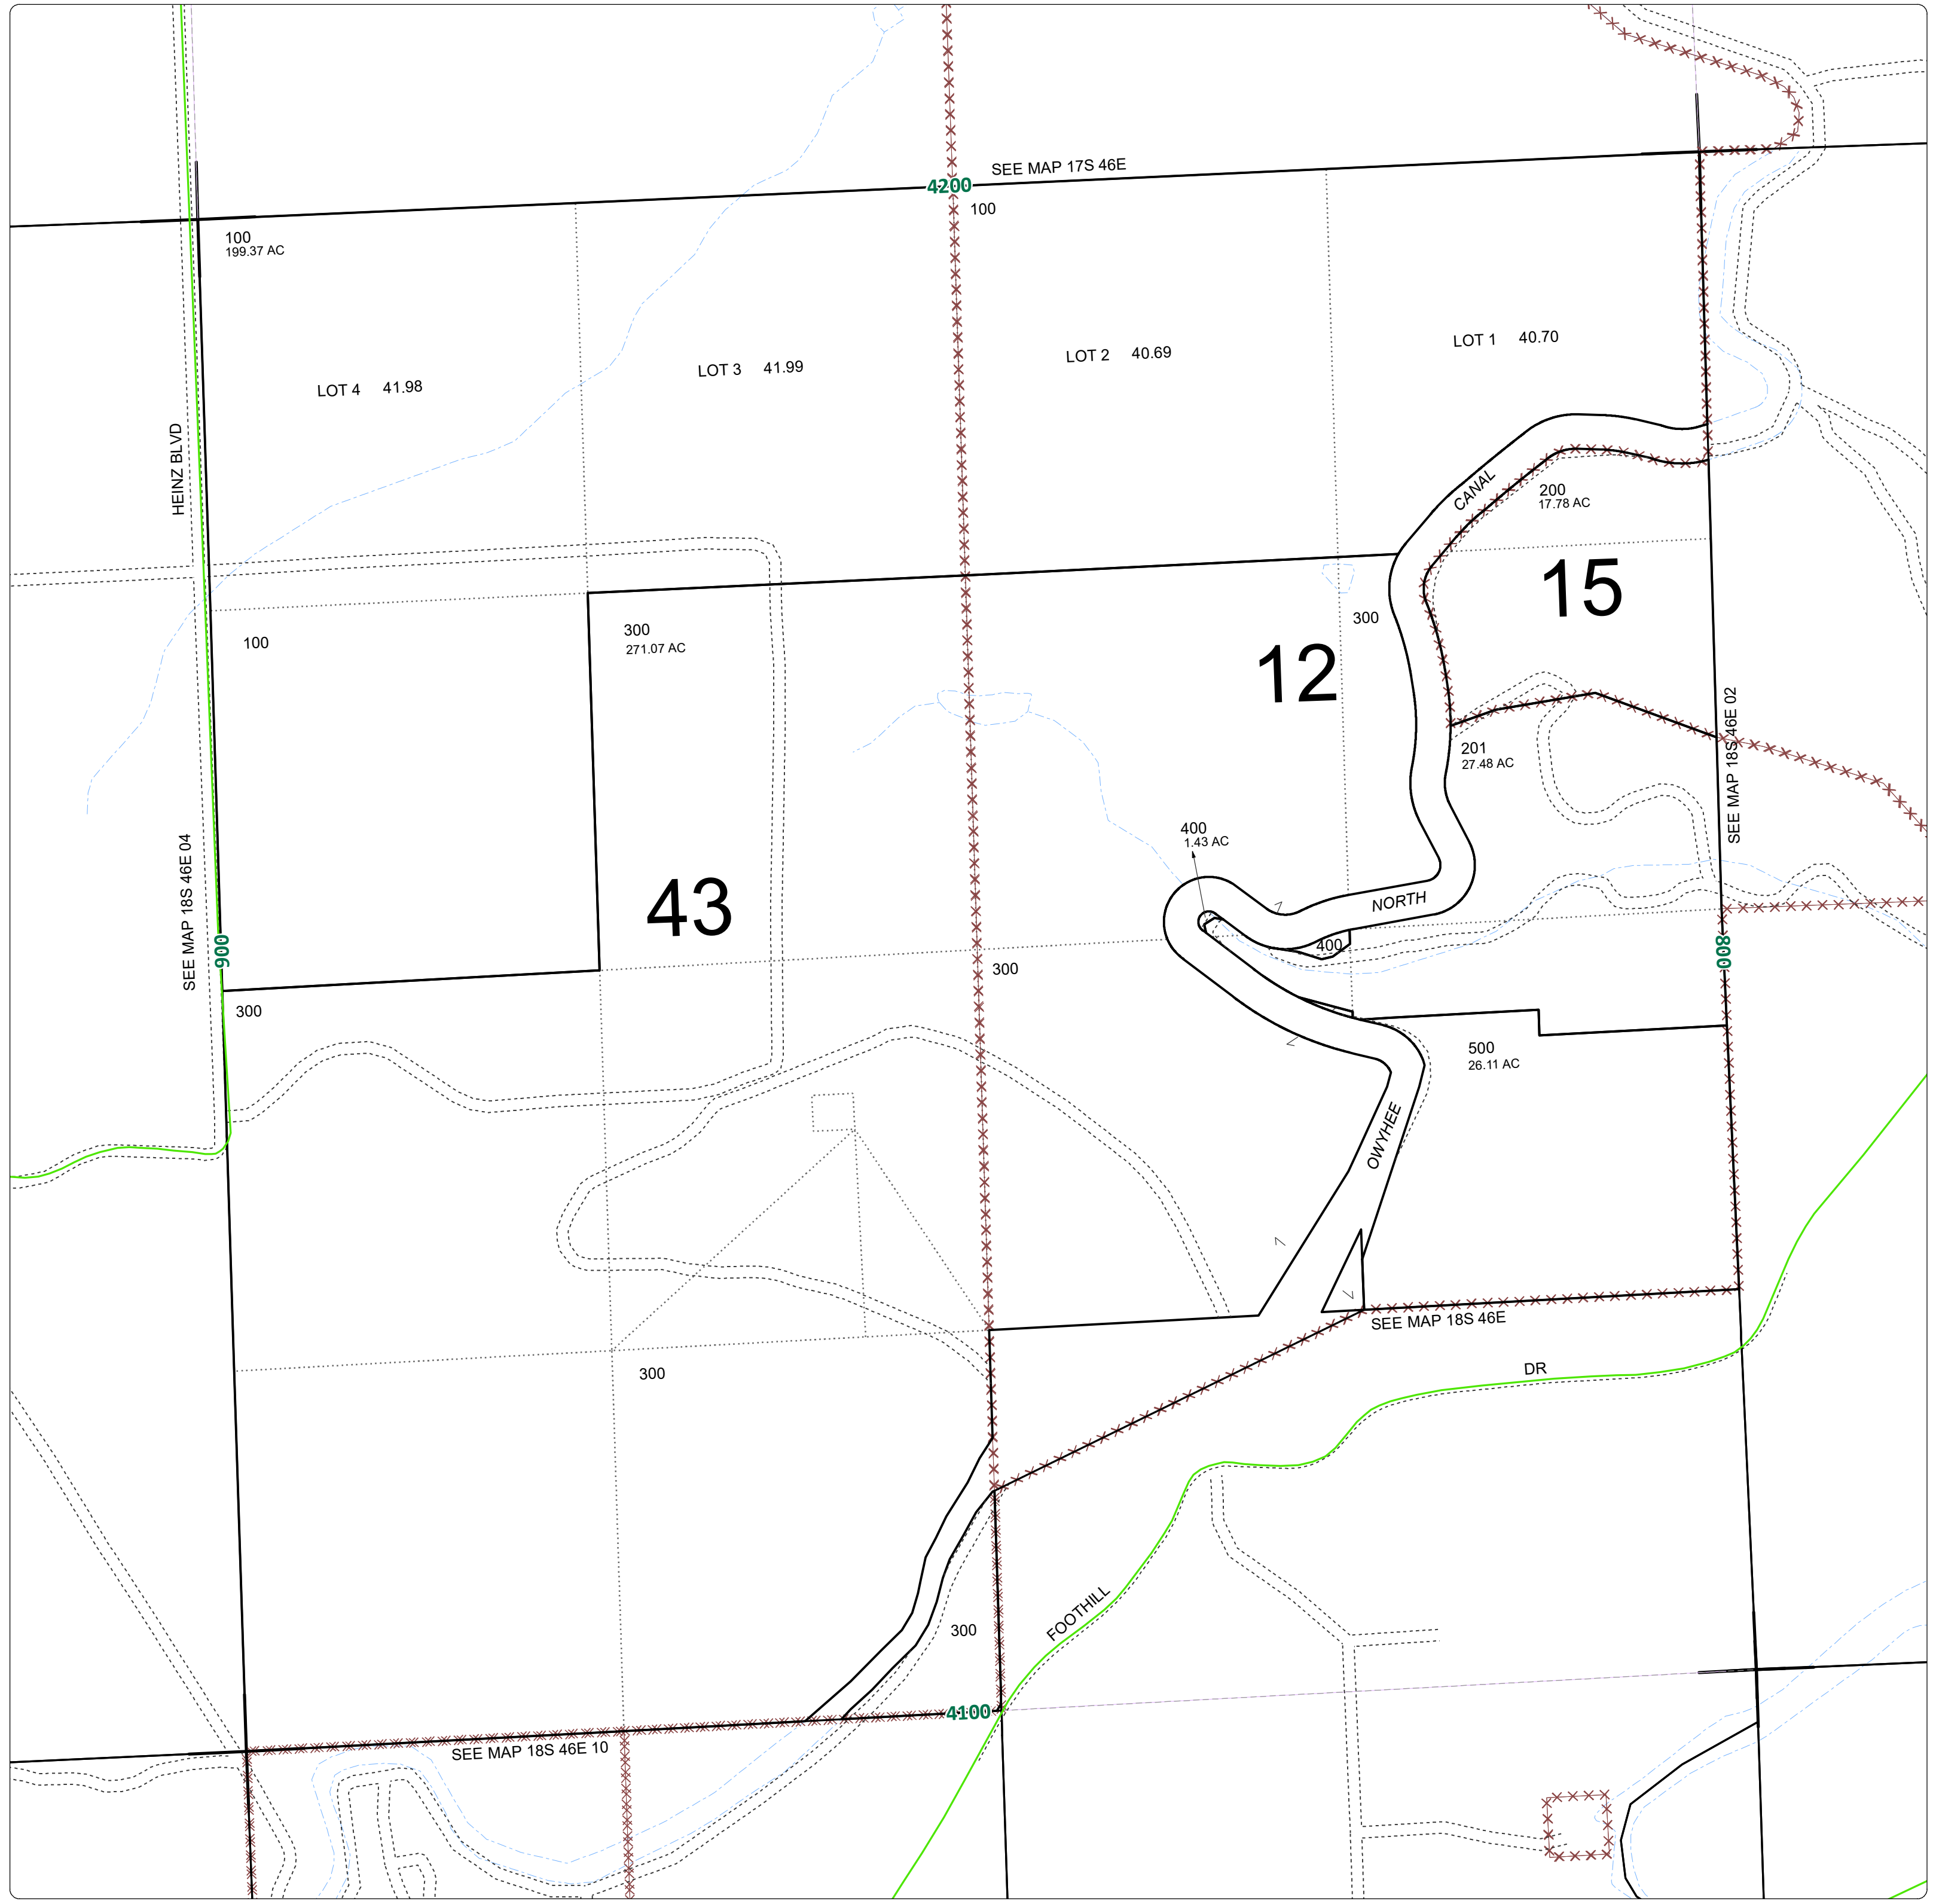 SEE MAP 17S 46E
4200
100
100
199.37 AC
LOT 4 41.98
LOT 3 41.99
LOT 2 40.69
LOT 1 40.70
HEINZ BLVD
CANAL
200
17.78 AC
15
300
100
300
271.07 AC
12
SEE MAP 18S 46E 02
201
27.48 AC
400
1.43 AC
SEE MAP 18S 46E 04
43
NORTH
900
400
800
300
300
500
26.11 AC
OWYHEE
SEE MAP 18S 46E
DR
300
FOOTHILL
300
4100
SEE MAP 18S 46E 10